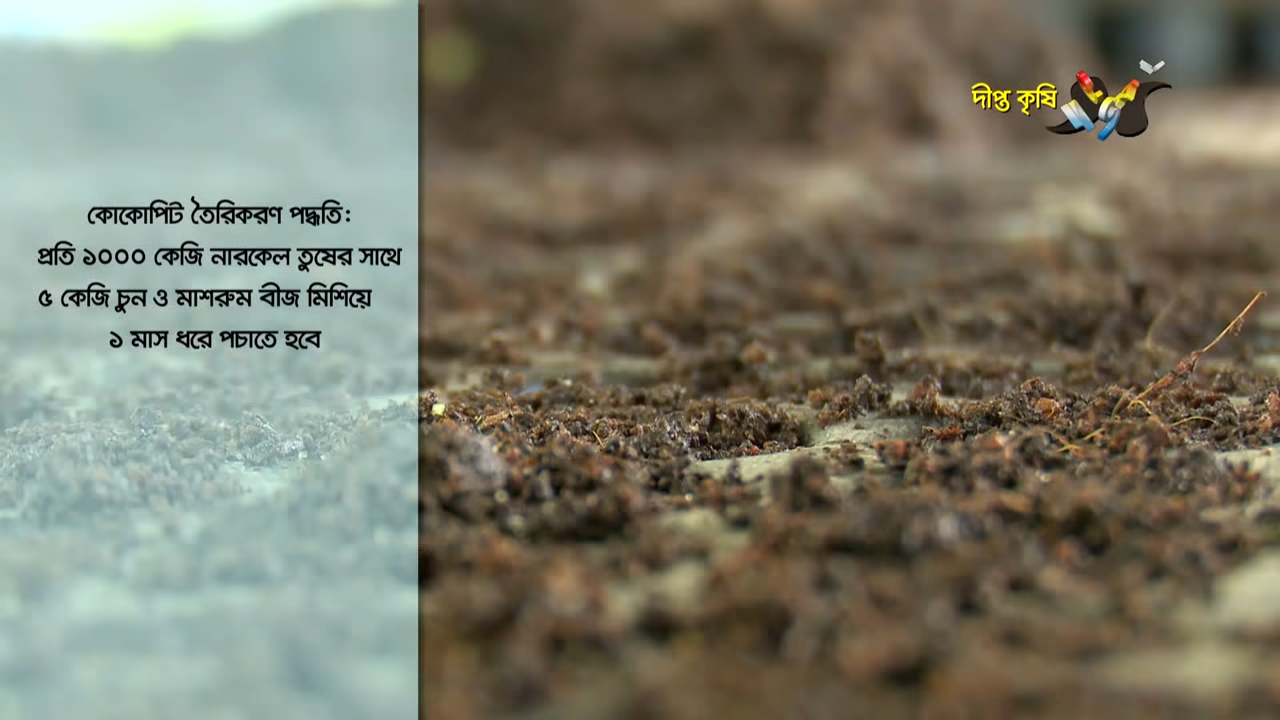 দীপ্ত কৃষি
কোকোপিট তৈরিকরণ পদ্ধতি:
প্রতি ১০০০ কেজি নারকেল তুষের সাথে
৫ কেজি চুন ও মাশরুম বীজ মিশিয়ে
১ মাস ধরে পচাতে হবে